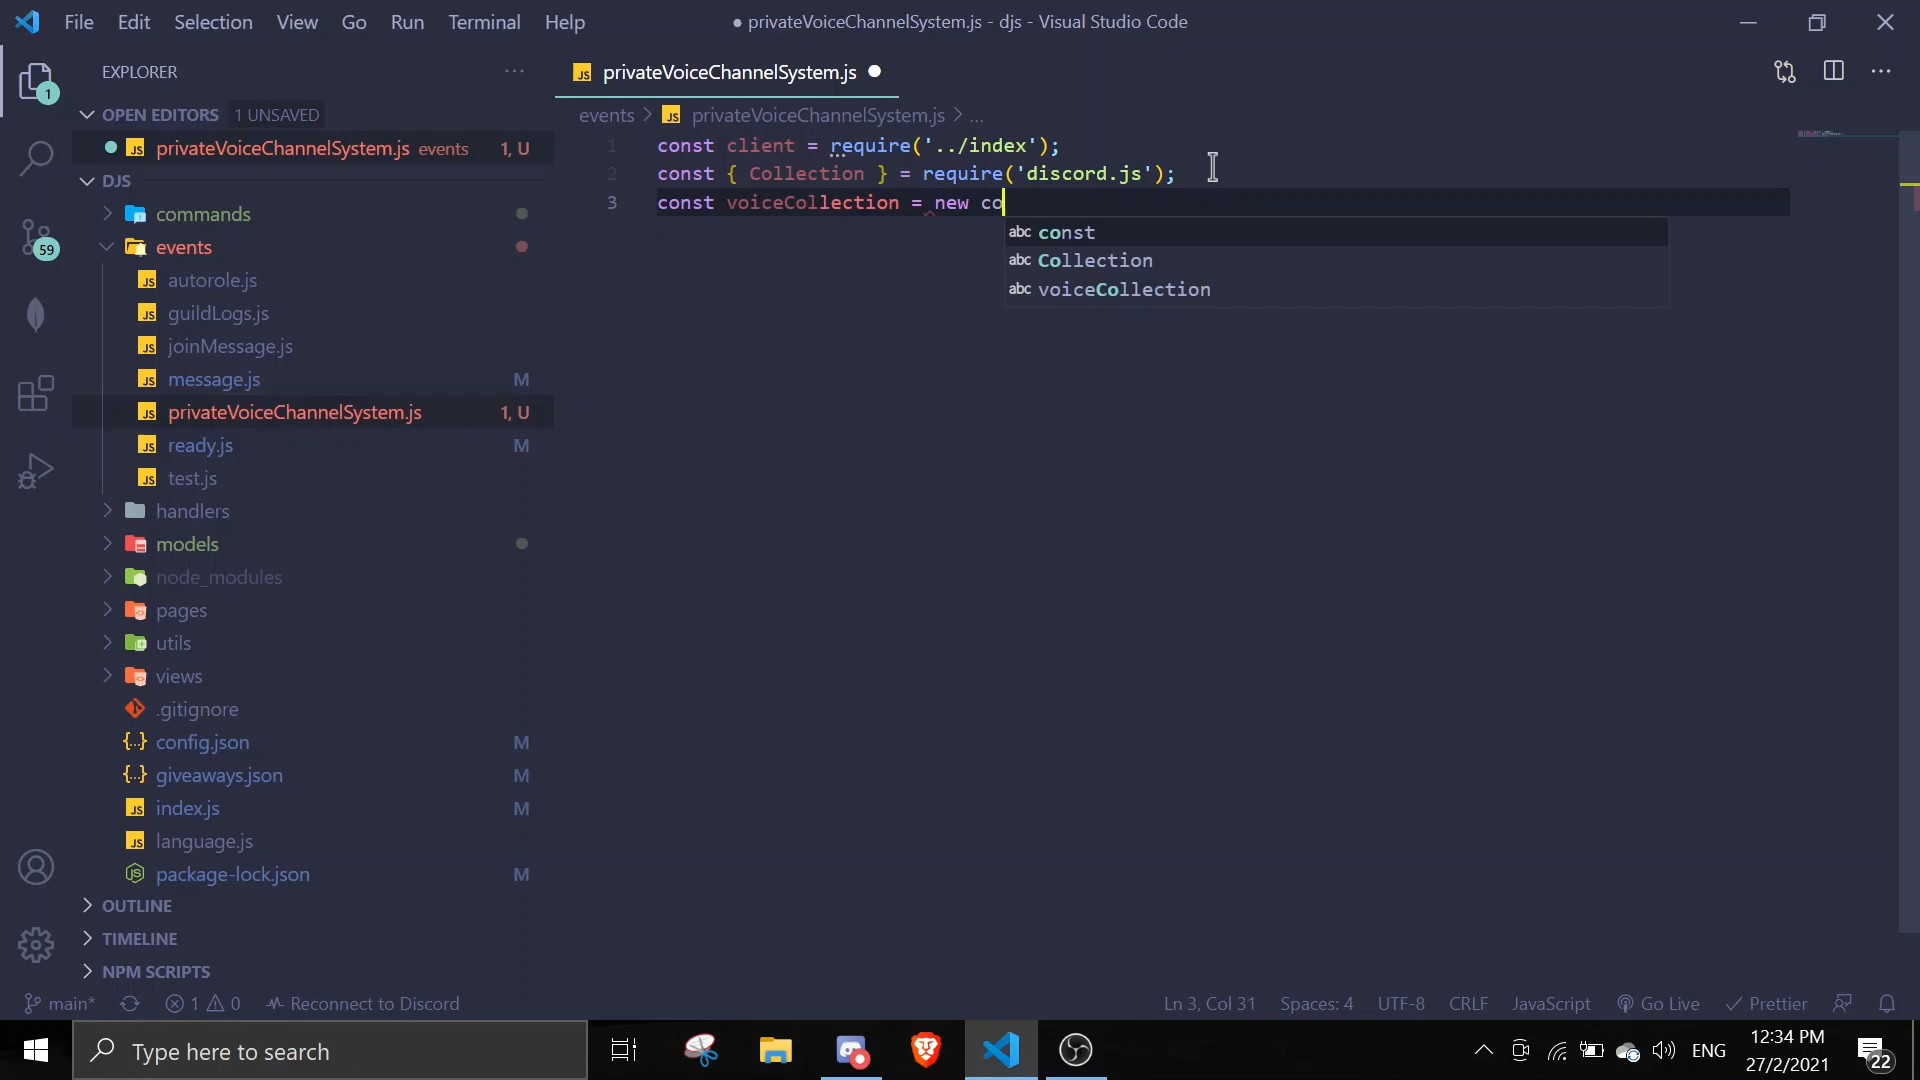 File Edit Selection View Go Run Terminal Help ● privateVoiceChannelSystem.js - djs - Visual Studio Code
EXPLORER ···
OPEN EDITORS 1 UNSAVED
privateVoiceChannelSystem.js events 1, U
DJS
commands
events
autorole.js
guildLogs.js
joinMessage.js
message.js M
privateVoiceChannelSystem.js 1, U
ready.js M
test.js
handlers
models
node_modules
pages
utils
views
.gitignore
config.json M
giveaways.json M
index.js M
language.js
package-lock.json M
OUTLINE
TIMELINE
NPM SCRIPTS
1
59
JS privateVoiceChannelSystem.js
events > JS privateVoiceChannelSystem.js > ...
1 const client = require('../index');
2 const { Collection } = require('discord.js');
3 const voiceCollection = new co
abc const
abc Collection
abc voiceCollection
main* 1 0 Reconnect to Discord Ln 3, Col 31 Spaces: 4 UTF-8 CRLF JavaScript Go Live Prettier
Type here to search ENG 12:34 PM
27/2/2021 22